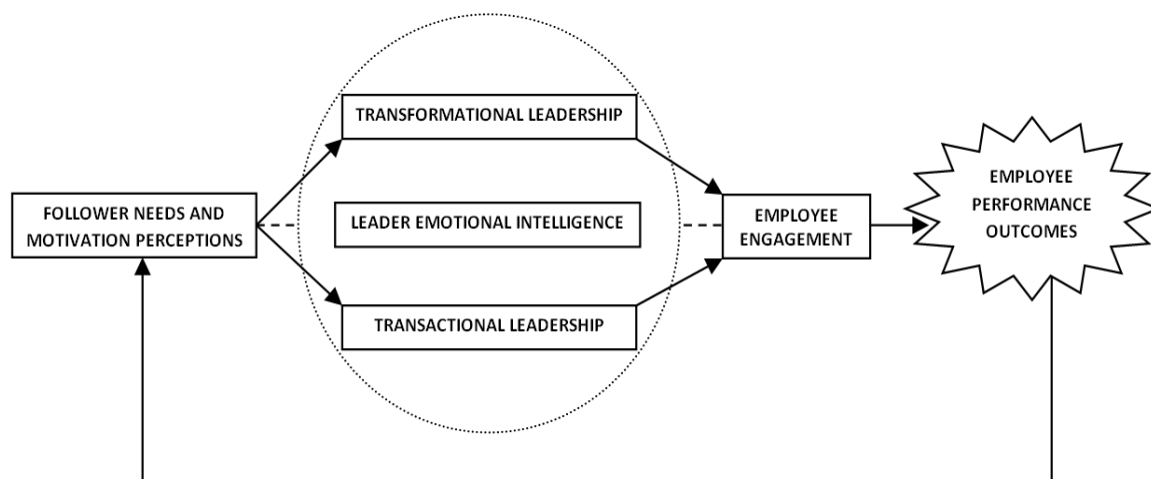 TRANSFORMATIONAL LEADERSHIP
FOLLOWER NEEDS AND
MOTIVATION PERCEPTIONS
LEADER EMOTIONAL INTELLIGENCE
TRANSACTIONAL LEADERSHIP
EMPLOYEE
ENGAGEMENT
EMPLOYEE
PERFORMANCE
OUTCOMES